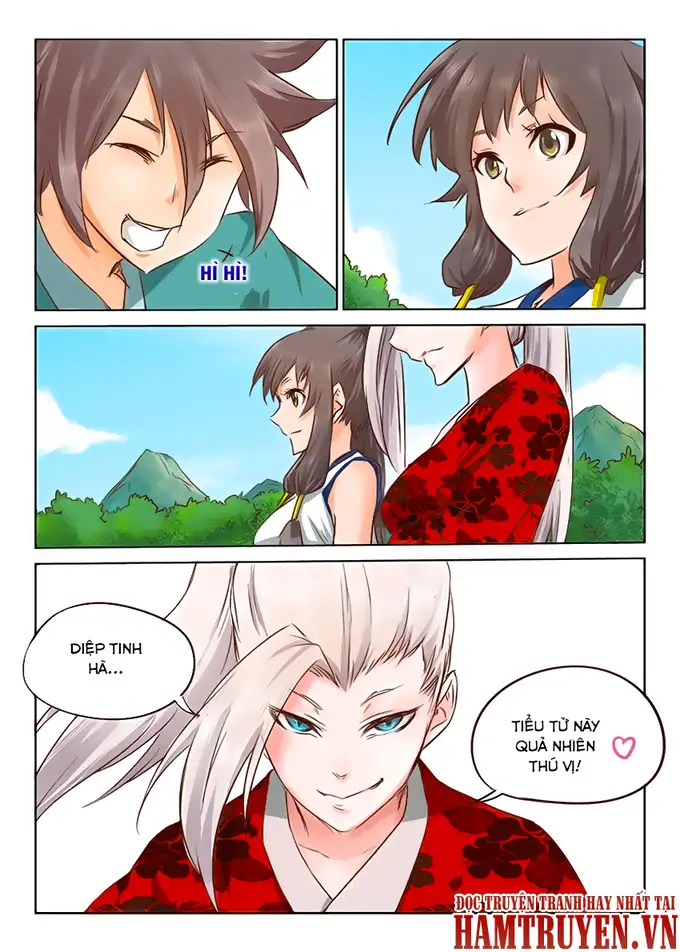 HÌ HÌ!
DIỆP TINH
HÀ...
TIỂU TỬ NÀY
QUẢ NHIÊN
THÚ VỊ!
ĐỌC TRUYỆN TRANH HAY NHẤT TẠI
HAMTRUYEN.VN